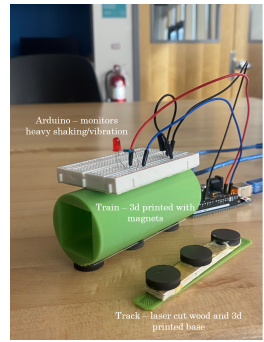 Arduino – monitors
heavy shaking/vibration
Train – 3d printed with
magnets
Track – laser cut wood and 3d
printed base